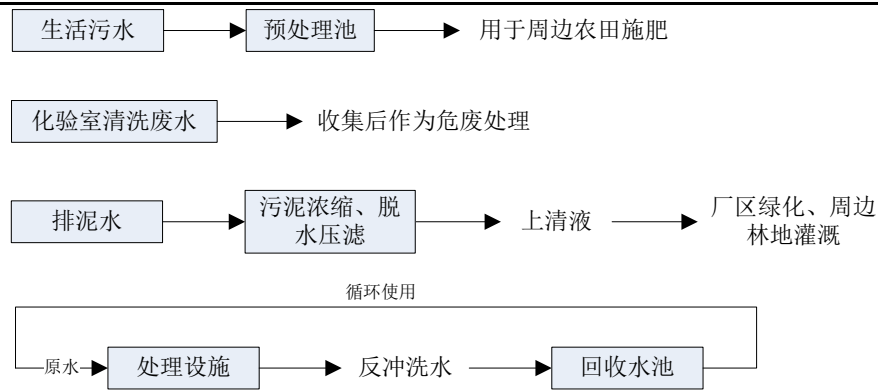 生活污水 预处理池 用于周边农田施肥
化验室清洗废水 收集后作为危废处理
排泥水 污泥浓缩、脱 上清液 厂区绿化、周边
水压滤 林地灌溉
循环使用
原水 处理设施 反冲洗水 回收水池